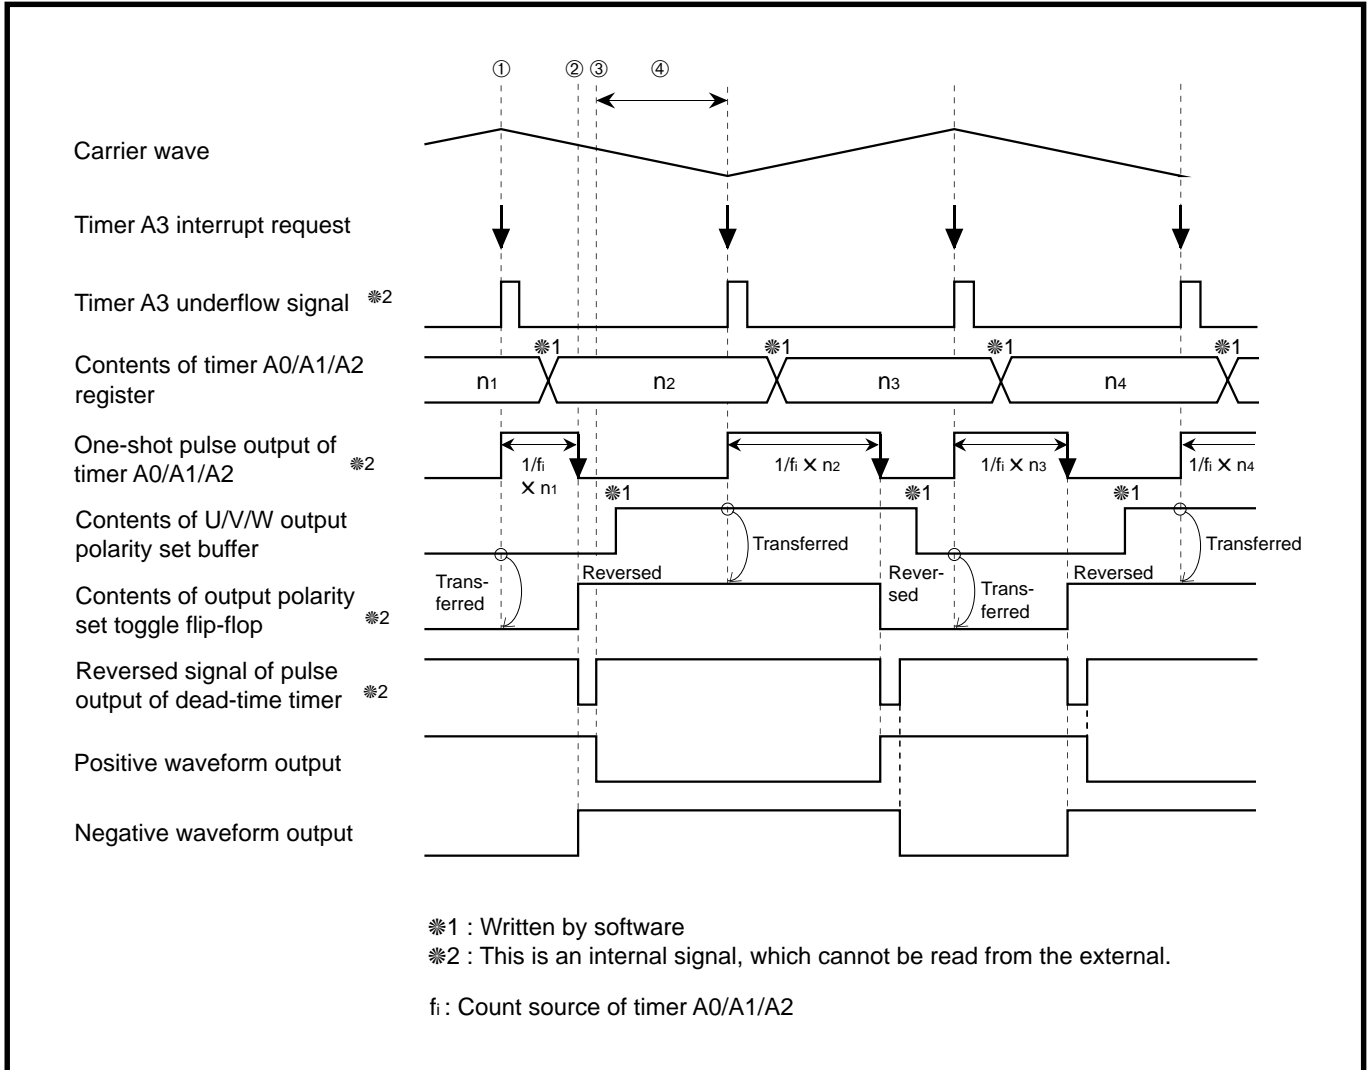 ① ② ③ ④
Carrier wave
Timer A3 interrupt request
Timer A3 underflow signal ❋2
❋1 ❋1 ❋1 ❋1
Contents of timer A0/A1/A2
register
n1 n2 n3 n4
One-shot pulse output of
timer A0/A1/A2 ❋2
1/fi
✕ n1
1/fi ✕ n2
1/fi ✕ n3
1/fi ✕ n4
❋1 ❋1 ❋1
Contents of U/V/W output
polarity set buffer
Transferred
Transferred
Trans-
ferred
Reversed
Rever-
sed
Trans-
ferred
Reversed
Contents of output polarity
set toggle flip-flop ❋2
Reversed signal of pulse
output of dead-time timer ❋2
Positive waveform output
Negative waveform output
❋1 : Written by software
❋2 : This is an internal signal, which cannot be read from the external.
fi : Count source of timer A0/A1/A2